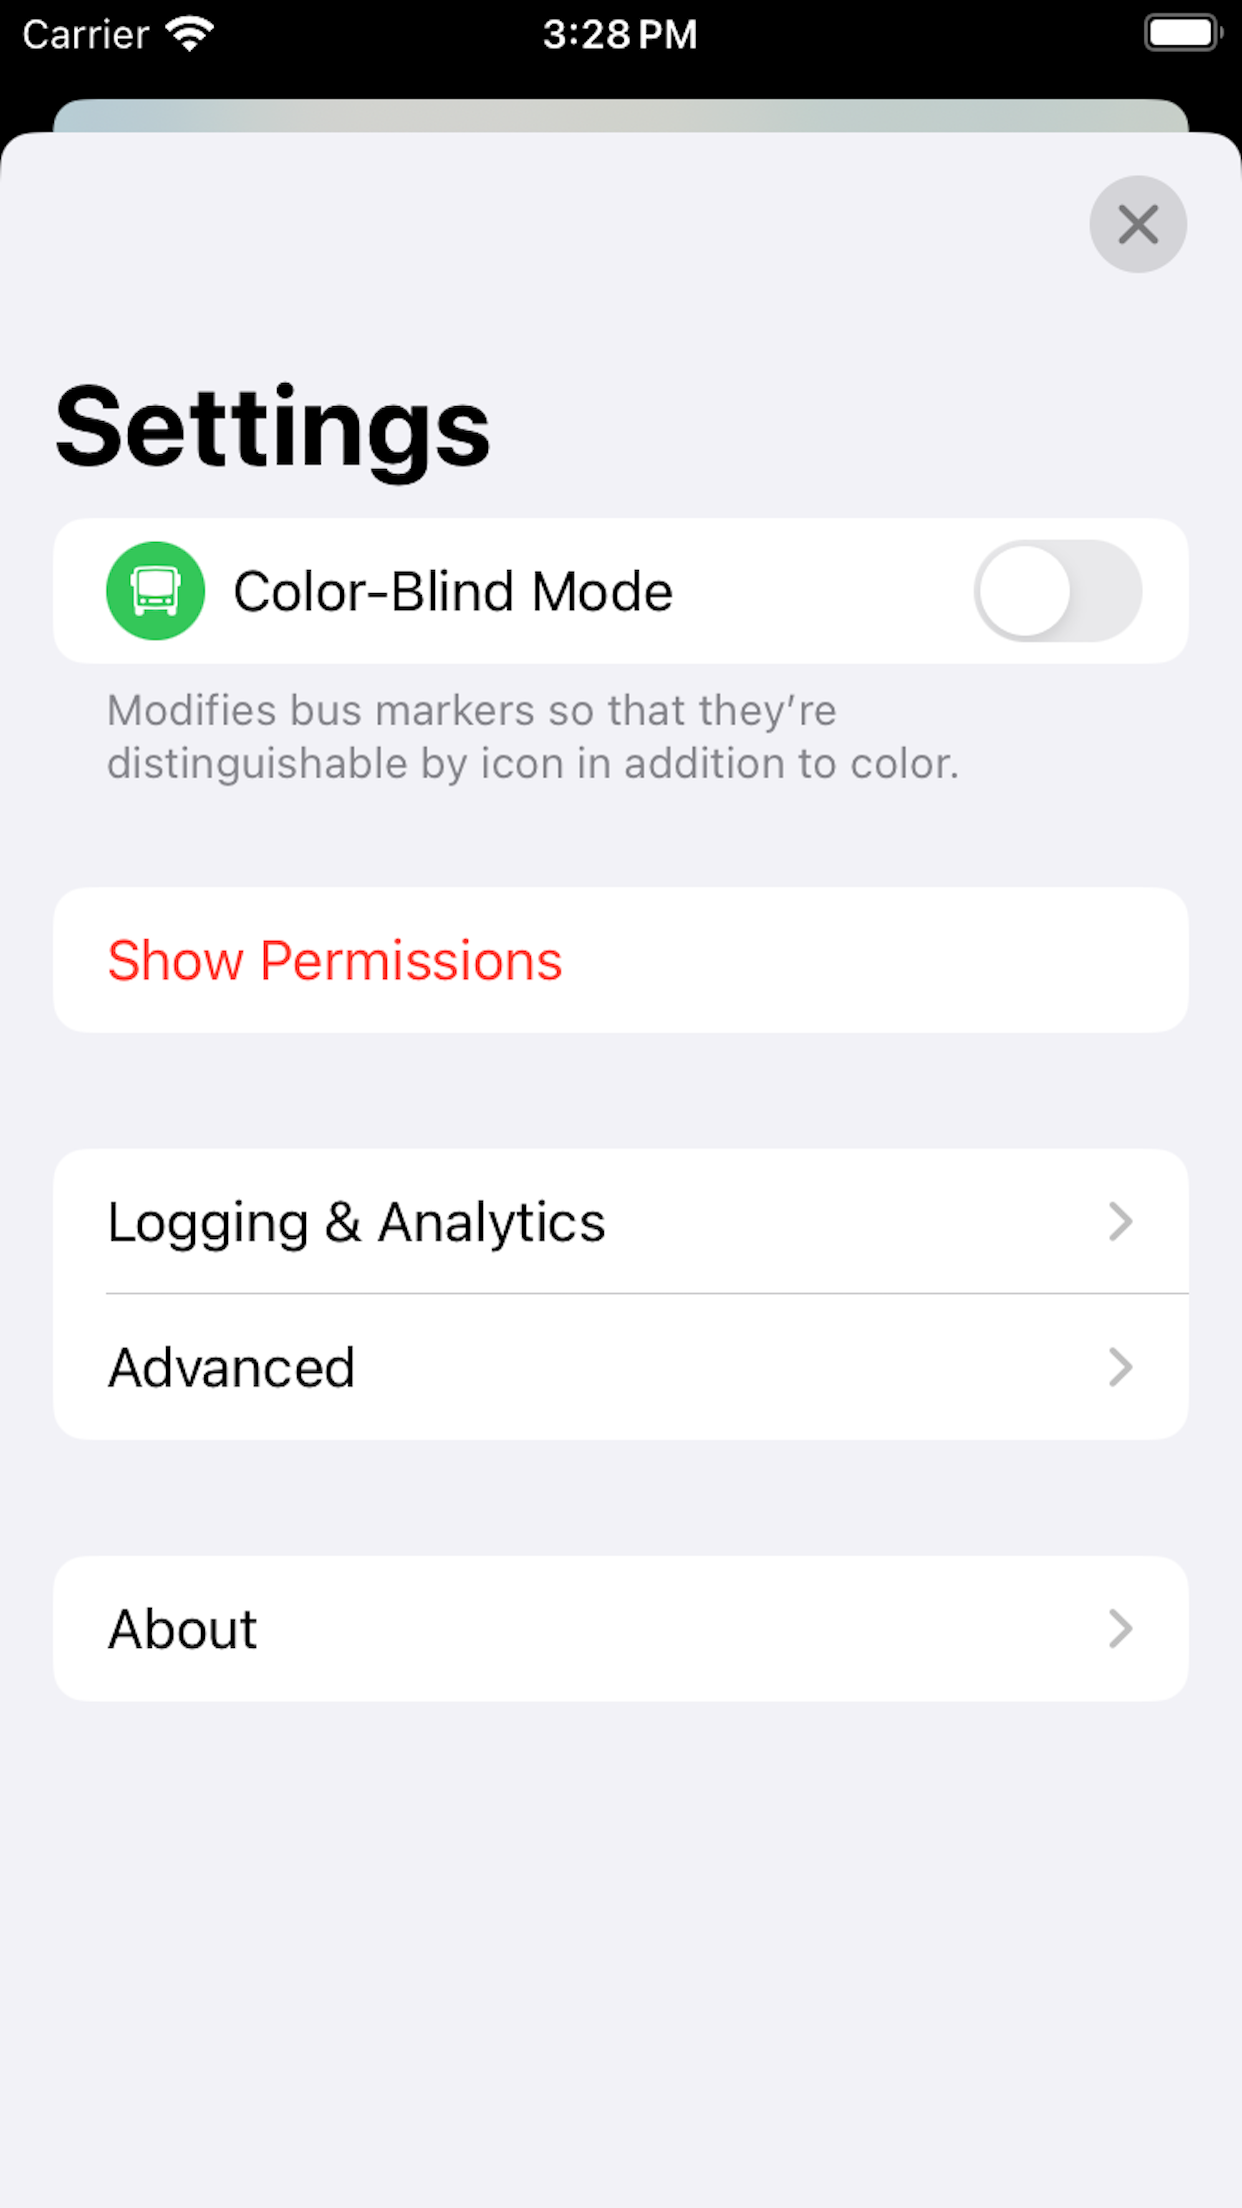 Carrier 3:28 PM
Settings
Color-Blind Mode
Modifies bus markers so that they’re
distinguishable by icon in addition to color.
Show Permissions
Logging & Analytics
Advanced
About